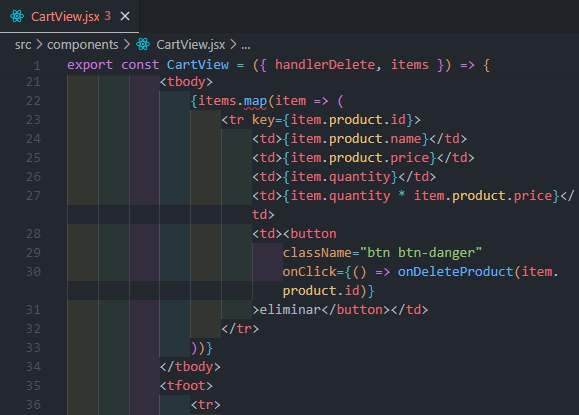 CartView.jsx 3 ×
src > components > CartView.jsx > ...
1 export const CartView = ({ handlerDelete, items }) => {
21 <tbody>
22 {items.map(item => (
23 <tr key={item.product.id}>
24 <td>{item.product.name}</td>
25 <td>{item.product.price}</td>
26 <td>{item.quantity}</td>
27 <td>{item.quantity * item.product.price}</
td>
28 <td><button
29 className="btn btn-danger"
30 onClick={() => onDeleteProduct(item.
product.id)}
31 >eliminar</button></td>
32 </tr>
33 ))}
34 </tbody>
35 <tfoot>
36 <tr>